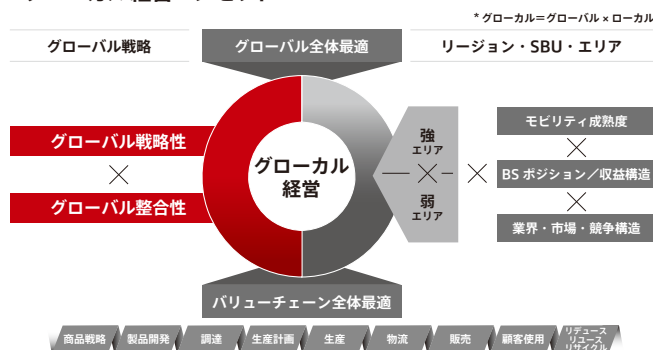 * グローカル=グローバル × ローカル
グローバル戦略
グローバル全体最適
リージョン・SBU・エリア
グローバル戦略性
グローバル整合性
グローカル
経営
強
エリア
弱
エリア
モビリティ成熟度
BS ポジション/収益構造
業界・市場・競争構造
バリューチェーン全体最適
商品戦略
製品開発
調達
生産計画
生産
物流
販売
顧客使用
リデュース
リユース
リサイクル